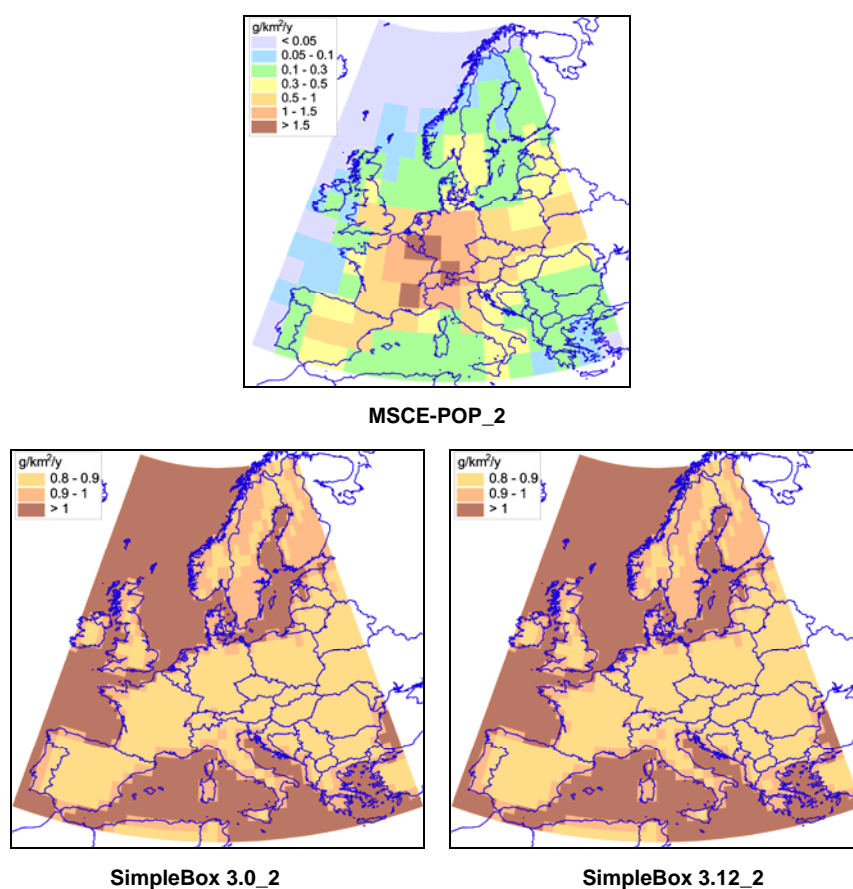 g/km²/y
< 0.05
0.05 - 0.1
0.1 - 0.3
0.3 - 0.5
0.5 - 1
1 - 1.5
> 1.5
MSCE-POP_2
g/km²/y
0.8 - 0.9
0.9 - 1
> 1
g/km²/y
0.8 - 0.9
0.9 - 1
> 1
SimpleBox 3.0_2
SimpleBox 3.12_2